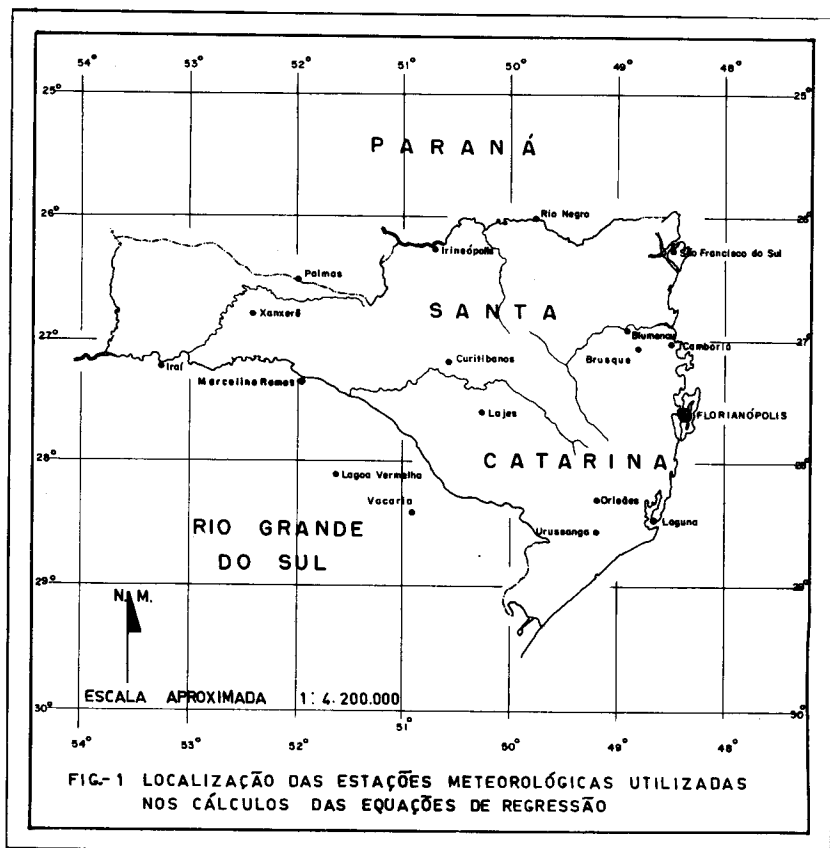 54° 53° 52° 51° 50° 49° 48°
25° 25°
PARANÁ
26° 26°
Rio Negro
Irineópolis
São Francisco do Sul
Palmas
Xanxerê
SANTA
Blumenau
27° 27°
Camboriú
Curitibanos
Brusque
Iraí
Marcelino Ramos
Lajes
FLORIANÓPOLIS
28° 28°
CATARINA
Lagoa Vermelha
Vacaria
Orleães
Laguna
Urussanga
RIO GRANDE
DO SUL
29° 29°
N. M.
ESCALA APROXIMADA 1: 4.200.000
30° 30°
54° 53° 52° 51° 50° 49° 48°
FIG.-1 LOCALIZAÇÃO DAS ESTAÇÕES METEOROLÓGICAS UTILIZADAS
NOS CÁLCULOS DAS EQUAÇÕES DE REGRESSÃO